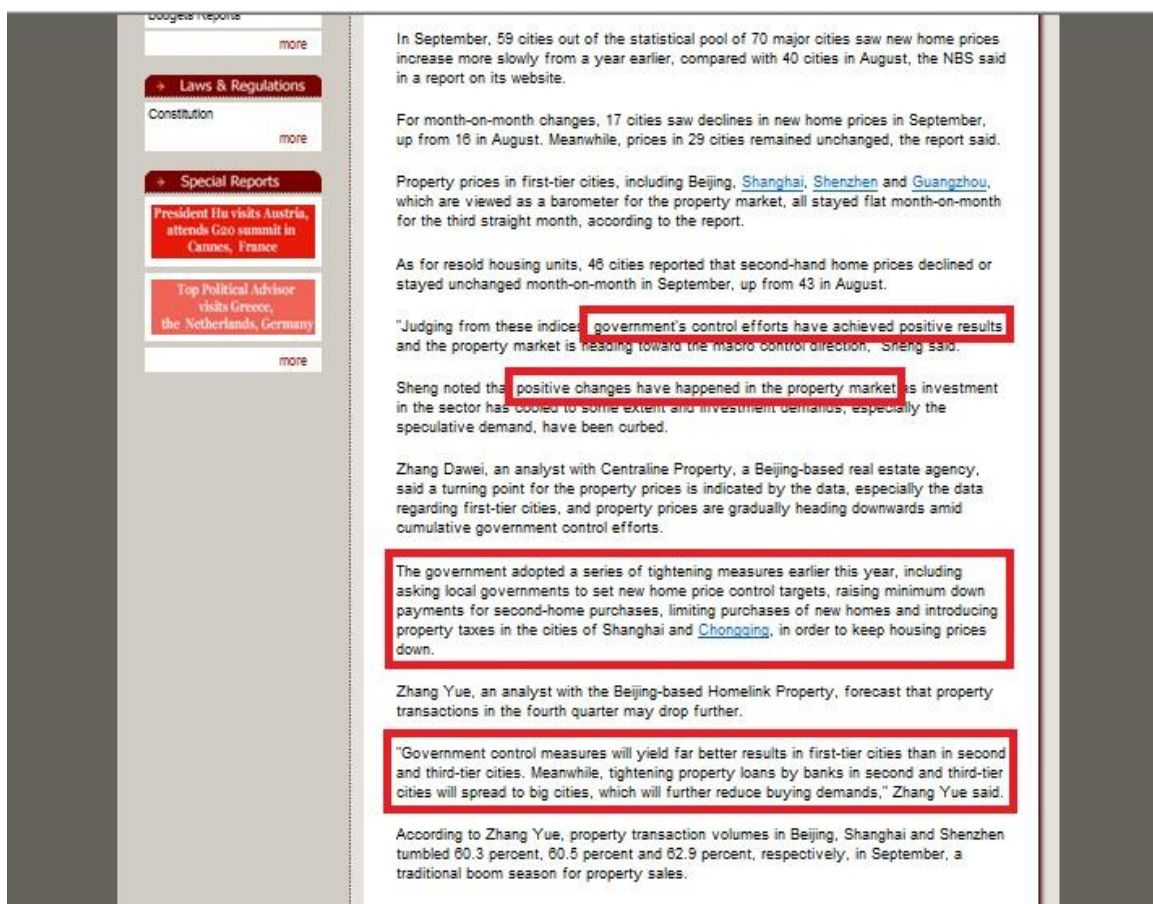 Budgets Reports
more
Laws & Regulations
Constitution
more
Special Reports
President Hu visits Austria,
attends G20 summit in
Cannes, France
Top Political Advisor
visits Greece,
the Netherlands, Germany
more
In September, 59 cities out of the statistical pool of 70 major cities saw new home prices
increase more slowly from a year earlier, compared with 40 cities in August, the NBS said
in a report on its website.
For month-on-month changes, 17 cities saw declines in new home prices in September,
up from 16 in August. Meanwhile, prices in 29 cities remained unchanged, the report said.
Property prices in first-tier cities, including Beijing, Shanghai, Shenzhen and Guangzhou,
which are viewed as a barometer for the property market, all stayed flat month-on-month
for the third straight month, according to the report.
As for resold housing units, 46 cities reported that second-hand home prices declined or
stayed unchanged month-on-month in September, up from 43 in August.
"Judging from these indices government's control efforts have achieved positive results
and the property market is heading toward the macro control direction," Sheng said.
Sheng noted that positive changes have happened in the property market as investment
in the sector has cooled to some extent and investment demands, especially the
speculative demand, have been curbed.
Zhang Dawei, an analyst with Centraline Property, a Beijing-based real estate agency,
said a turning point for the property prices is indicated by the data, especially the data
regarding first-tier cities, and property prices are gradually heading downwards amid
cumulative government control efforts.
The government adopted a series of tightening measures earlier this year, including
asking local governments to set new home price control targets, raising minimum down
payments for second-home purchases, limiting purchases of new homes and introducing
property taxes in the cities of Shanghai and Chongqing, in order to keep housing prices
down.
Zhang Yue, an analyst with the Beijing-based Homelink Property, forecast that property
transactions in the fourth quarter may drop further.
"Government control measures will yield far better results in first-tier cities than in second
and third-tier cities. Meanwhile, tightening property loans by banks in second and third-tier
cities will spread to big cities, which will further reduce buying demands," Zhang Yue said.
According to Zhang Yue, property transaction volumes in Beijing, Shanghai and Shenzhen
tumbled 60.3 percent, 60.5 percent and 62.9 percent, respectively, in September, a
traditional boom season for property sales.